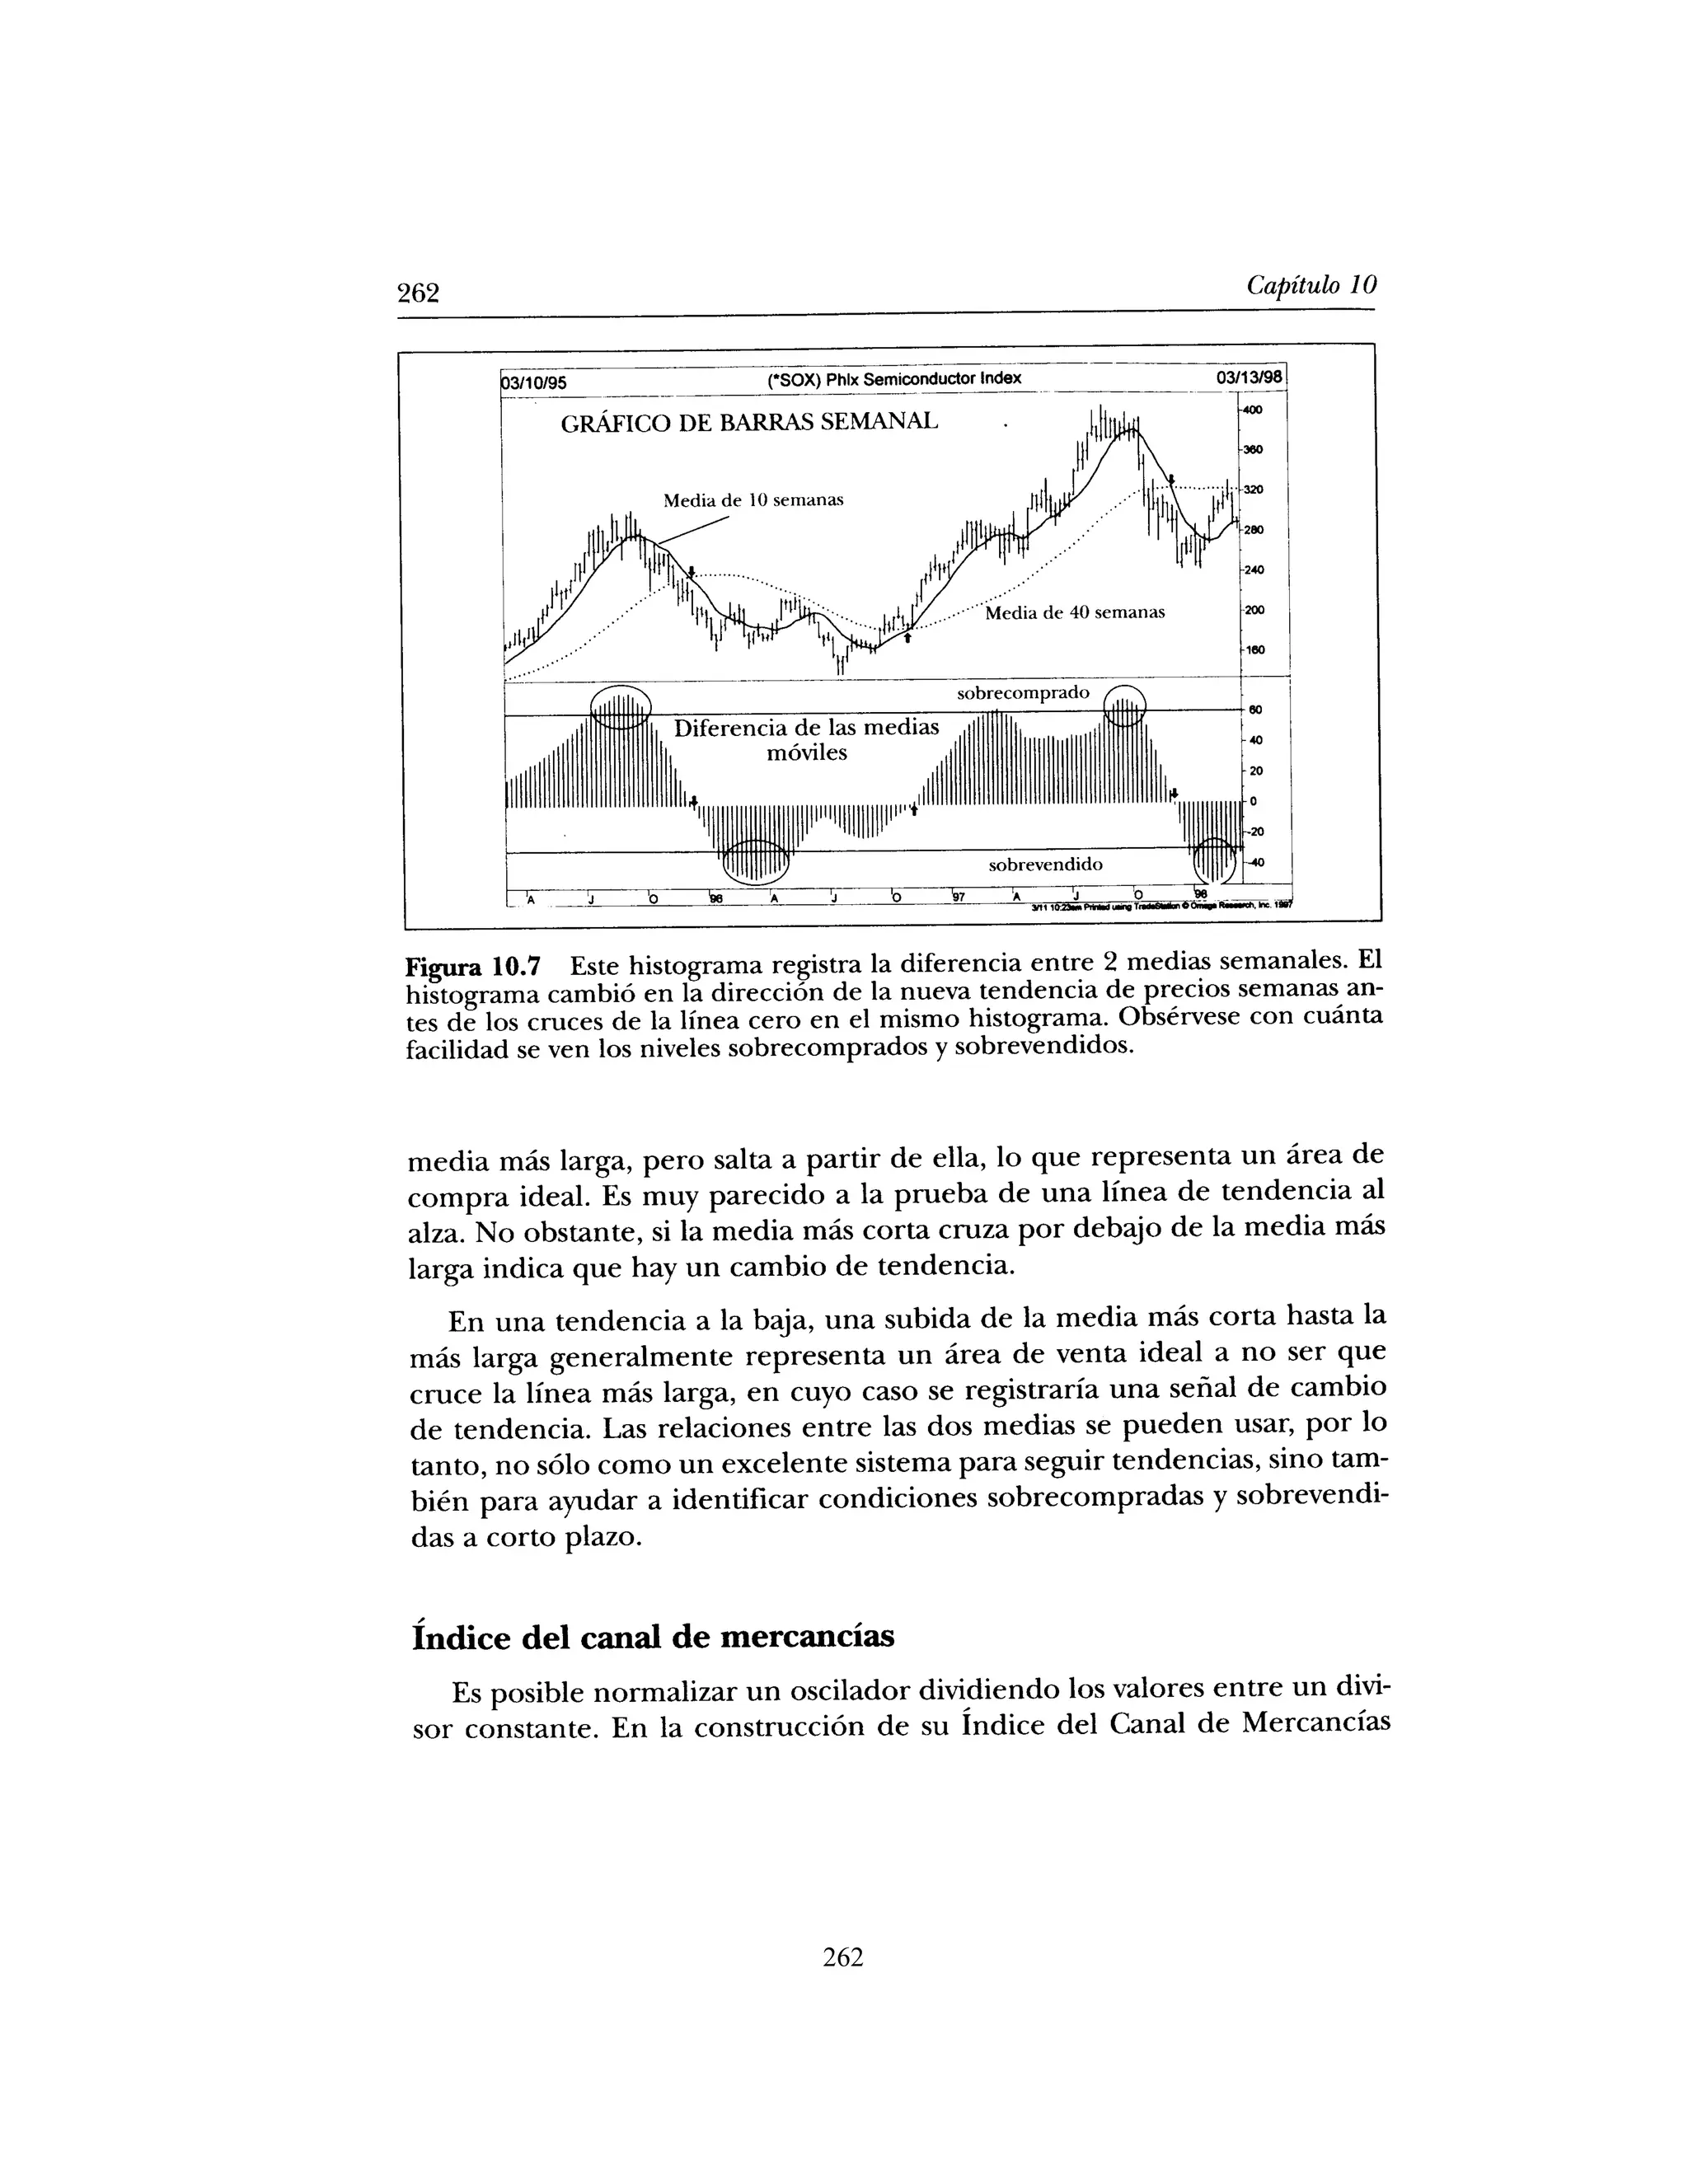 262
Capítulo 10
03/10/95
(*SOX) Phlx Semiconductor Index
03/13/98
GRÁFICO DE BARRAS SEMANAL
Media de 10 semanas
Media de 40 semanas
400
360
320
280
240
200
160
sobrecomprado
Diferencia de las medias
móviles
sobrevendido
60
40
20
0
-20
-40
'A 'J 'O '96 'A 'J 'O '97 'A 'J 'O '98
3/11 10:23am Printed using TradeStation © Omega Research, Inc. 1997
Figura 10.7 Este histograma registra la diferencia entre 2 medias semanales. El
histograma cambió en la dirección de la nueva tendencia de precios semanas an-
tes de los cruces de la línea cero en el mismo histograma. Obsérvese con cuánta
facilidad se ven los niveles sobrecomprados y sobrevendidos.
media más larga, pero salta a partir de ella, lo que representa un área de
compra ideal. Es muy parecido a la prueba de una línea de tendencia al
alza. No obstante, si la media más corta cruza por debajo de la media más
larga indica que hay un cambio de tendencia.
En una tendencia a la baja, una subida de la media más corta hasta la
más larga generalmente representa un área de venta ideal a no ser que
cruce la línea más larga, en cuyo caso se registraría una señal de cambio
de tendencia. Las relaciones entre las dos medias se pueden usar, por lo
tanto, no sólo como un excelente sistema para seguir tendencias, sino tam-
bién para ayudar a identificar condiciones sobrecompradas y sobrevendi-
das a corto plazo.
Índice del canal de mercancías
Es posible normalizar un oscilador dividiendo los valores entre un divi-
sor constante. En la construcción de su Índice del Canal de Mercancías
262